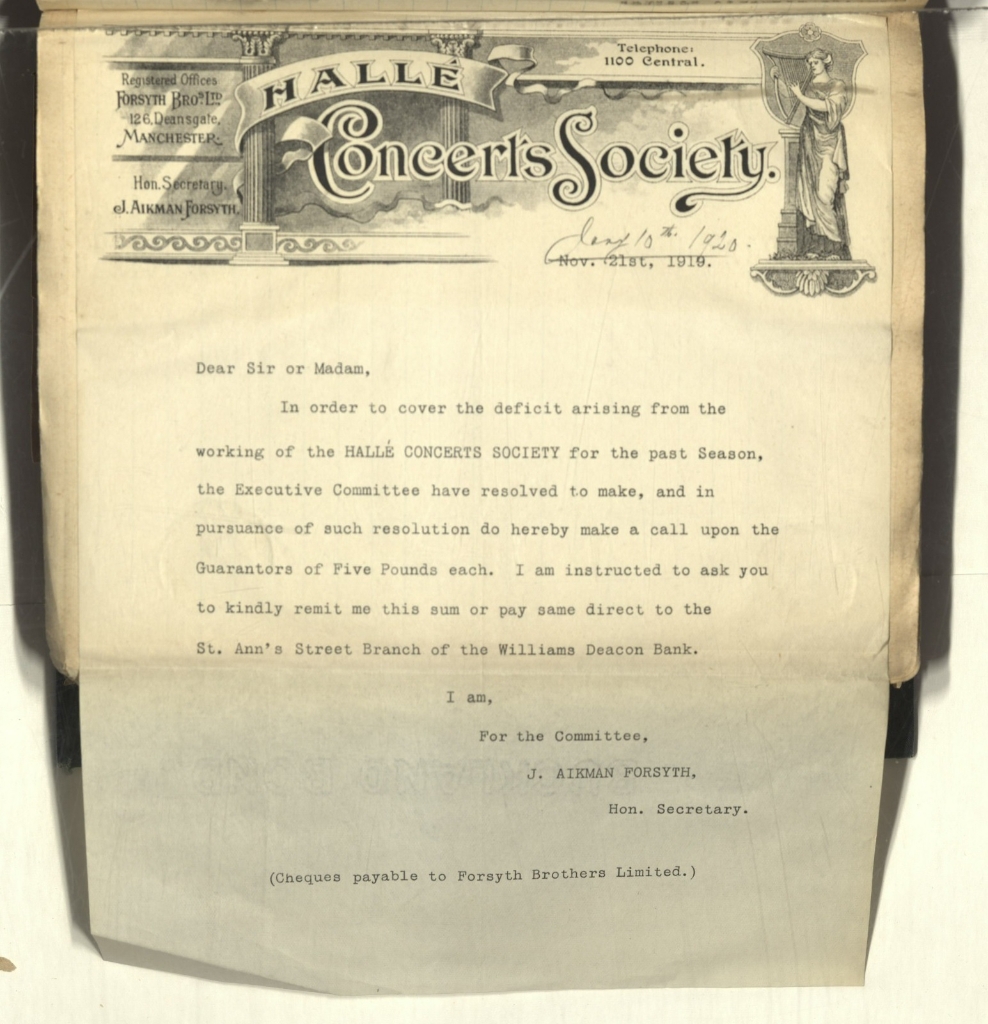 Telephone:
1100 Central.
Registered Offices
FORSYTH BROS LTD
126, Deansgate,
MANCHESTER.
Hon. Secretary.
J. AIKMAN FORSYTH.
HALLÉ
Concerts Society.
Jany 10th 1920.
Nov. 21st, 1919.
Dear Sir or Madam,
In order to cover the deficit arising from the
working of the HALLÉ CONCERTS SOCIETY for the past Season,
the Executive Committee have resolved to make, and in
pursuance of such resolution do hereby make a call upon the
Guarantors of Five Pounds each. I am instructed to ask you
to kindly remit me this sum or pay same direct to the
St. Ann's Street Branch of the Williams Deacon Bank.
I am,
For the Committee,
J. AIKMAN FORSYTH,
Hon. Secretary.
(Cheques payable to Forsyth Brothers Limited.)